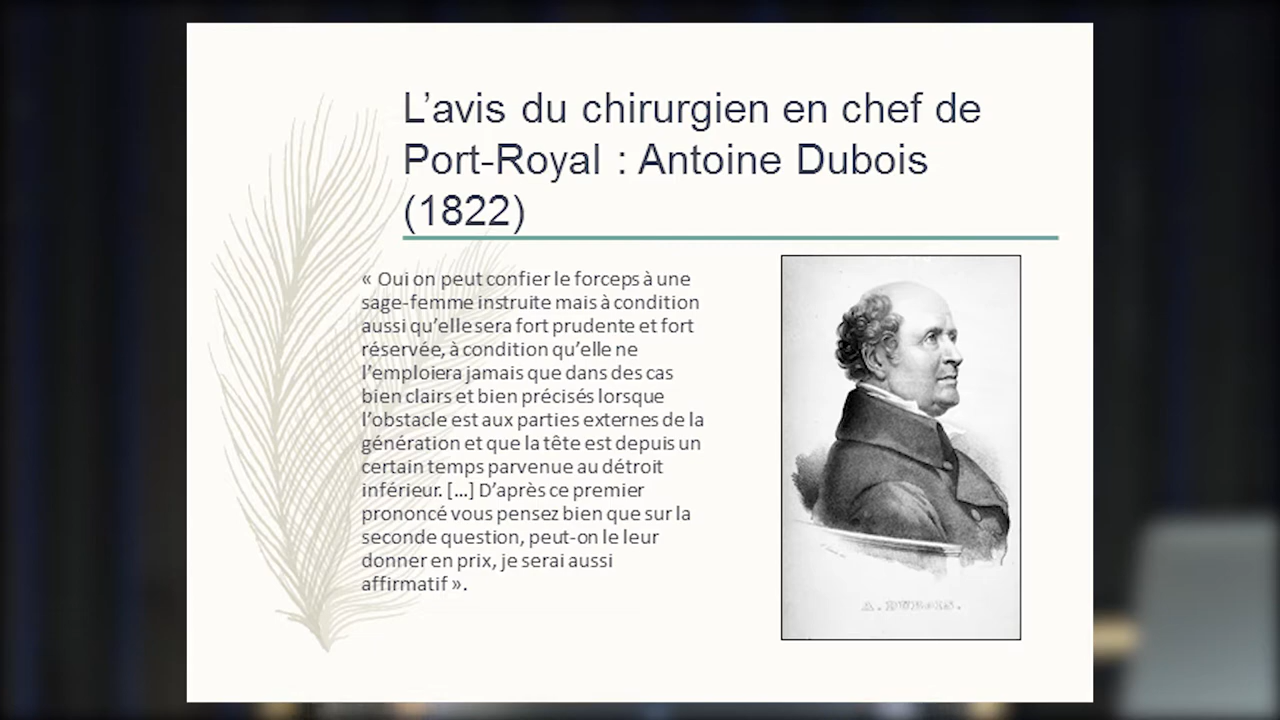 L’avis du chirurgien en chef de
Port-Royal : Antoine Dubois
(1822)
« Oui on peut confier le forceps à une
sage-femme instruite mais à condition
aussi qu’elle sera fort prudente et fort
réservée, à condition qu’elle ne
l’emploiera jamais que dans des cas
bien clairs et bien précisés lorsque
l’obstacle est aux parties externes de la
génération et que la tête est depuis un
certain temps parvenue au détroit
inférieur. [...] D’après ce premier
prononcé vous pensez bien que sur la
seconde question, peut-on le leur
donner en prix, je serai aussi
affirmatif ».
A. DUBOIS.